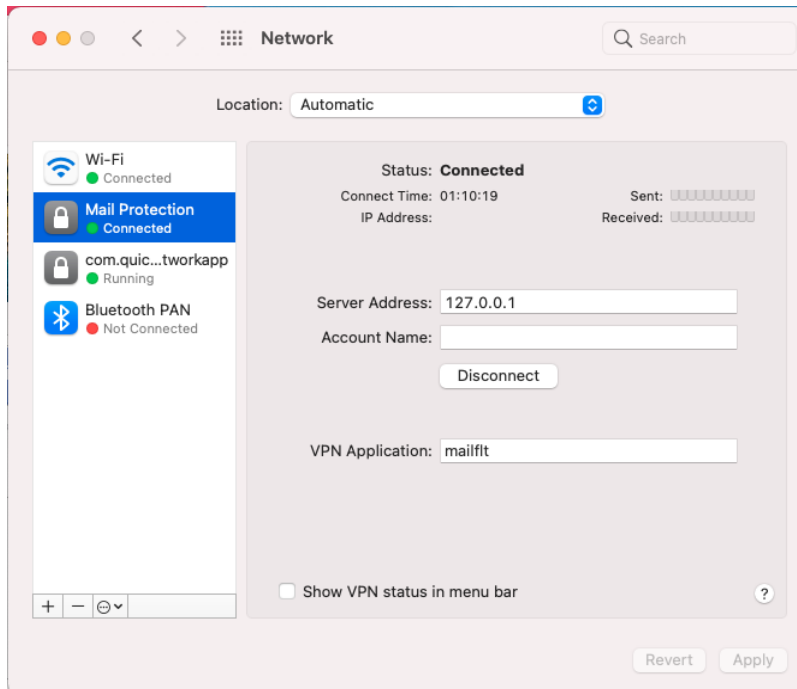 Network
Search
Location: Automatic
Wi-Fi
Connected
Mail Protection
Connected
com.quic...tworkapp
Running
Bluetooth PAN
Not Connected
Status: Connected
Connect Time: 01:10:19 Sent:
IP Address: Received:
Server Address: 127.0.0.1
Account Name:
Disconnect
VPN Application: mailflt
Show VPN status in menu bar
?
Revert Apply